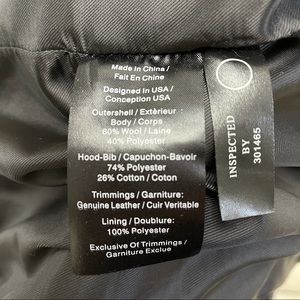 Made In China /
Fait En Chine
Designed In USA /
Conception USA
Outershell / Extérieur
Body / Corps
60% Wool / Laine
40% Polyester
Hood-Bib / Capuchon-Bavoir
74% Polyester
26% Cotton / Coton
Trimmings / Garniture:
Genuine Leather / Cuir Veritable
Lining / Doublure:
100% Polyester
Exclusive Of Trimmings /
Garniture Exclue
INSPECTED
BY
301465